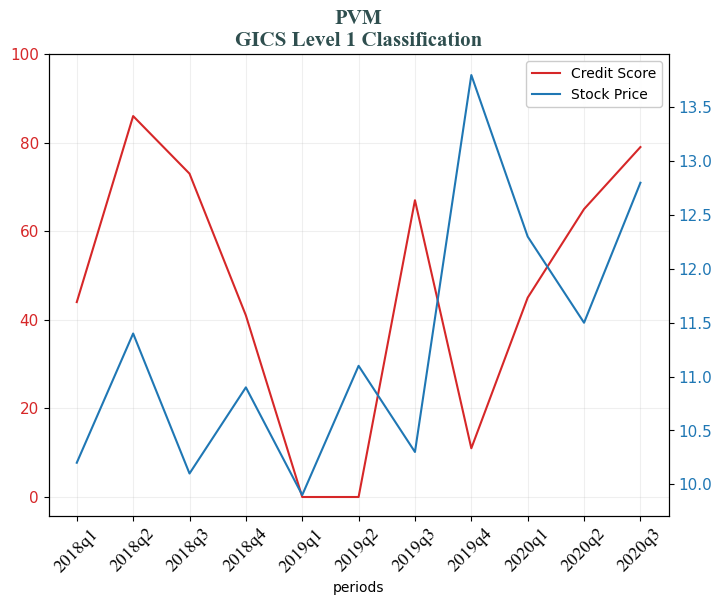 PVM
GICS Level 1 Classification
100
80
60
40
20
0
Credit Score
Stock Price
13.5
13.0
12.5
12.0
11.5
11.0
10.5
10.0
2018q1
2018q2
2018q3
2018q4
2019q1
2019q2
2019q3
2019q4
2020q1
2020q2
2020q3
periods